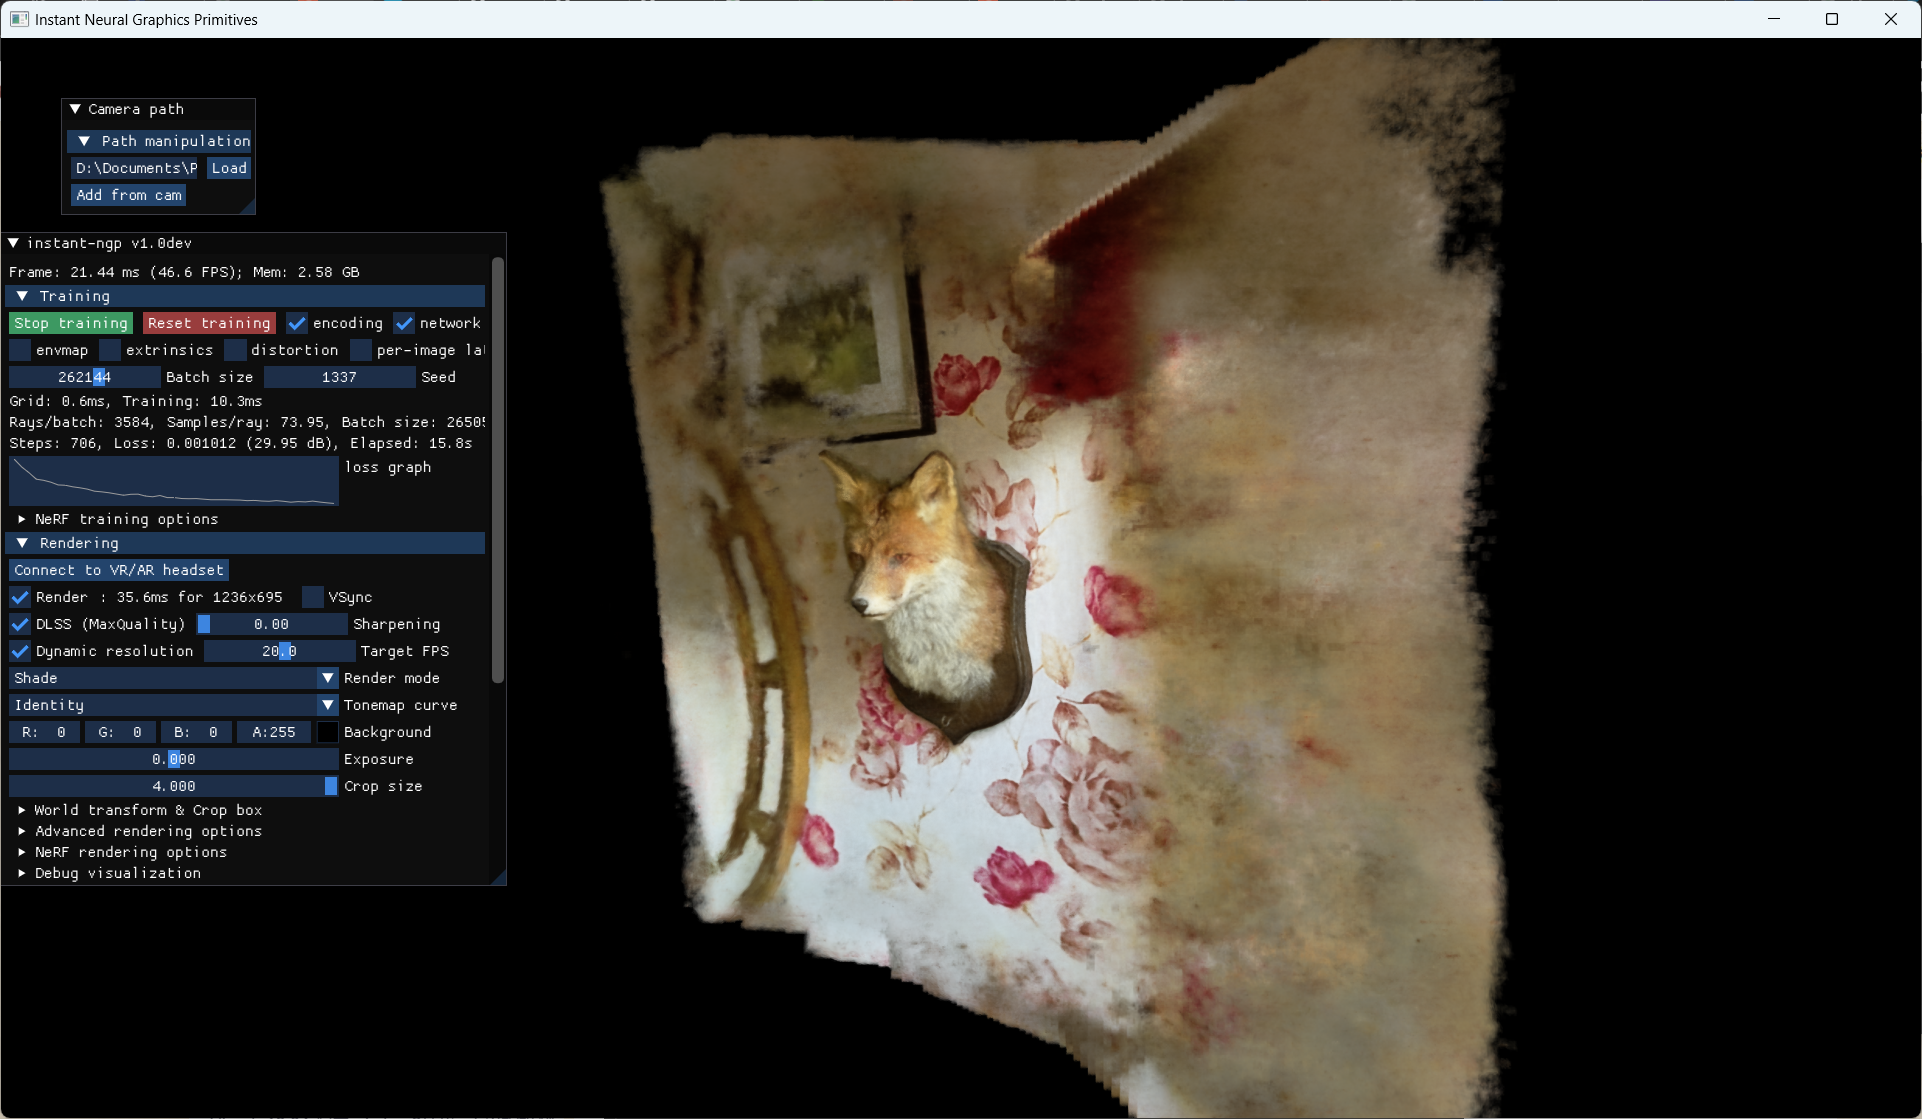 Instant Neural Graphics Primitives
Camera path
Path manipulation
D:\Documents\P Load
Add from cam
instant-ngp v1.0dev
Frame: 21.44 ms (46.6 FPS); Mem: 2.58 GB
Training
Stop training Reset training encoding network
envmap extrinsics distortion per-image la
262144 Batch size 1337 Seed
Grid: 0.6ms, Training: 10.3ms
Rays/batch: 3584, Samples/ray: 73.95, Batch size: 26505
Steps: 706, Loss: 0.001012 (29.95 dB), Elapsed: 15.8s
loss graph
NeRF training options
Rendering
Connect to VR/AR headset
Render : 35.6ms for 1236x695 VSync
DLSS (MaxQuality) 0.00 Sharpening
Dynamic resolution 20.0 Target FPS
Shade Render mode
Identity Tonemap curve
R: 0 G: 0 B: 0 A:255 Background
0.000 Exposure
4.000 Crop size
World transform & Crop box
Advanced rendering options
NeRF rendering options
Debug visualization